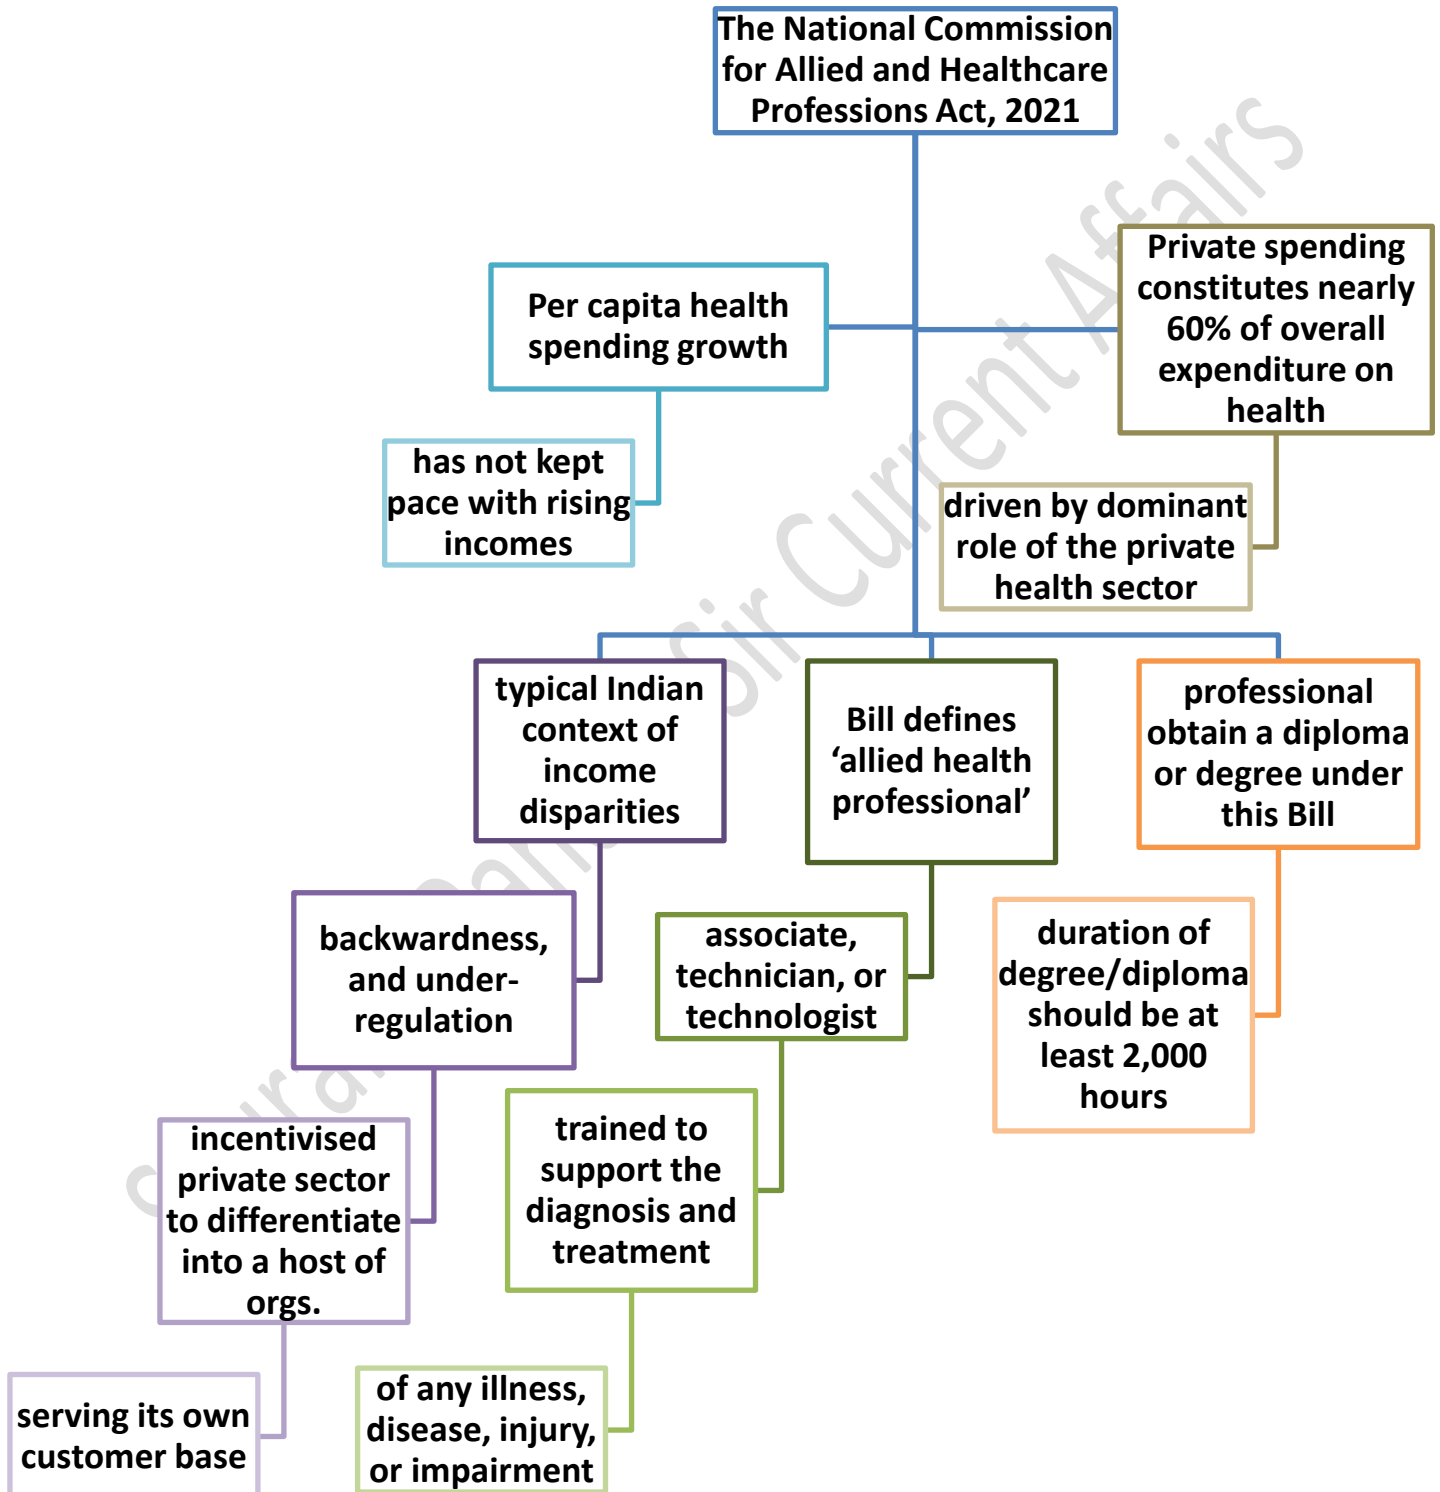 The National Commission
for Allied and Healthcare
Professions Act, 2021
Per capita health
spending growth
has not kept
pace with rising
incomes
Private spending
constitutes nearly
60% of overall
expenditure on
health
driven by dominant
role of the private
health sector
typical Indian
context of
income
disparities
backwardness,
and under-
regulation
incentivised
private sector
to differentiate
into a host of
orgs.
serving its own
customer base
Bill defines
‘allied health
professional’
associate,
technician, or
technologist
trained to
support the
diagnosis and
treatment
of any illness,
disease, injury,
or impairment
professional
obtain a diploma
or degree under
this Bill
duration of
degree/diploma
should be at
least 2,000
hours
Sir Current Affairs